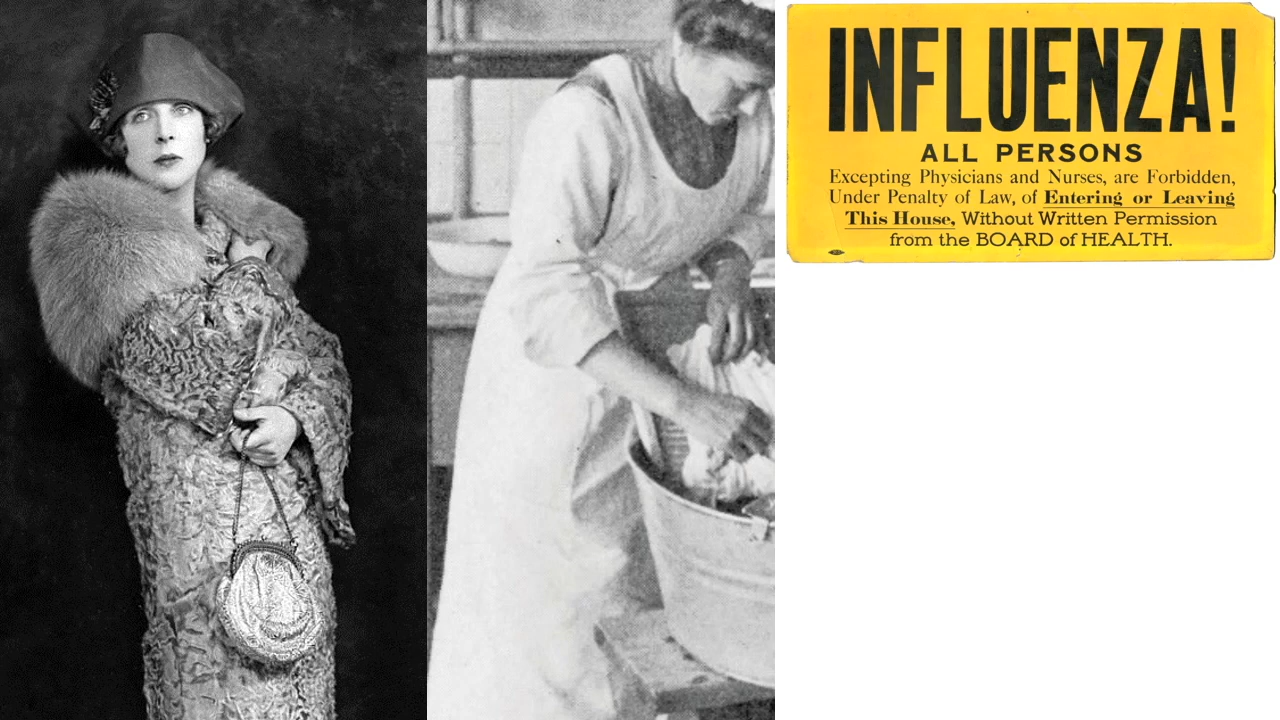 INFLUENZA!
ALL PERSONS
Excepting Physicians and Nurses, are Forbidden,
Under Penalty of Law, of Entering or Leaving
This House, Without Written Permission
from the BOARD of HEALTH.